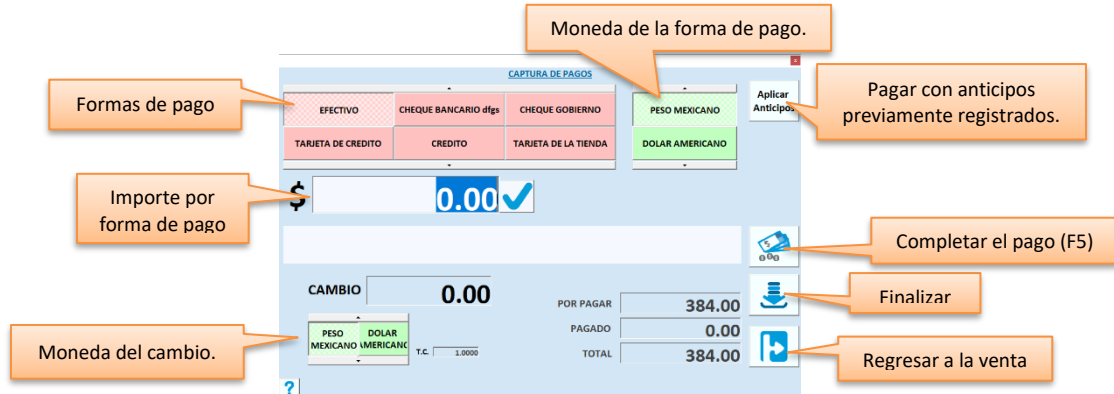 Moneda de la forma de pago.
x
CAPTURA DE PAGOS
Formas de pago
EFECTIVO
CHEQUE BANCARIO dfgs
CHEQUE GOBIERNO
PESO MEXICANO
Aplicar
Anticipos
Pagar con anticipos
previamente registrados.
TARJETA DE CREDITO
CREDITO
TARJETA DE LA TIENDA
DOLAR AMERICANO
Importe por
forma de pago
$
0.00
Completar el pago (F5)
CAMBIO
0.00
POR PAGAR
384.00
Finalizar
PAGADO
0.00
Moneda del cambio.
PESO
MEXICANO
DOLAR
AMERICANO
T.C.
1.0000
TOTAL
384.00
Regresar a la venta
?